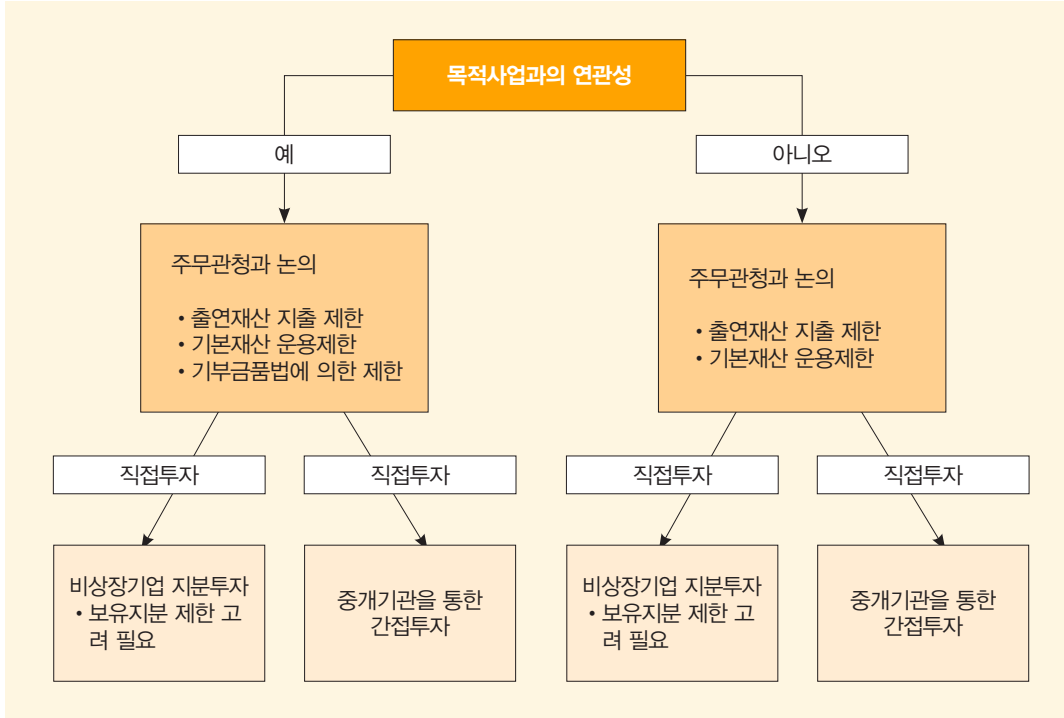 목적사업과의 연관성
예
아니오
주무관청과 논의
• 출연재산 지출 제한
• 기본재산 운용제한
• 기부금품법에 의한 제한
주무관청과 논의
• 출연재산 지출 제한
• 기본재산 운용제한
직접투자
직접투자
직접투자
직접투자
비상장기업 지분투자
• 보유지분 제한 고
려 필요
중개기관을 통한
간접투자
비상장기업 지분투자
• 보유지분 제한 고
려 필요
중개기관을 통한
간접투자